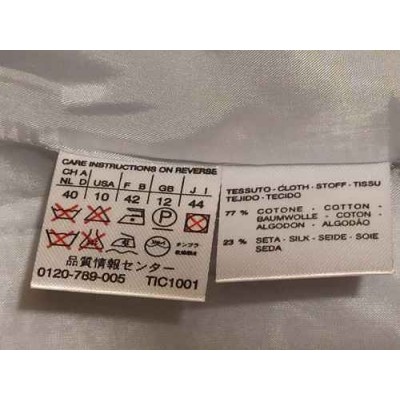 CARE INSTRUCTIONS ON REVERSE
CH A
NL D USA F B GB J I
40 10 42 12 44
P
品質情報センター
0120-789-005 TIC1001
TESSUTO - CLOTH - STOFF - TISSU
TEJIDO - TECIDO
77 % COTONE - COTTON -
BAUMWOLLE - COTON -
ALGODON - ALGODÃO
23 % SETA - SILK - SEIDE - SOIE
SEDA